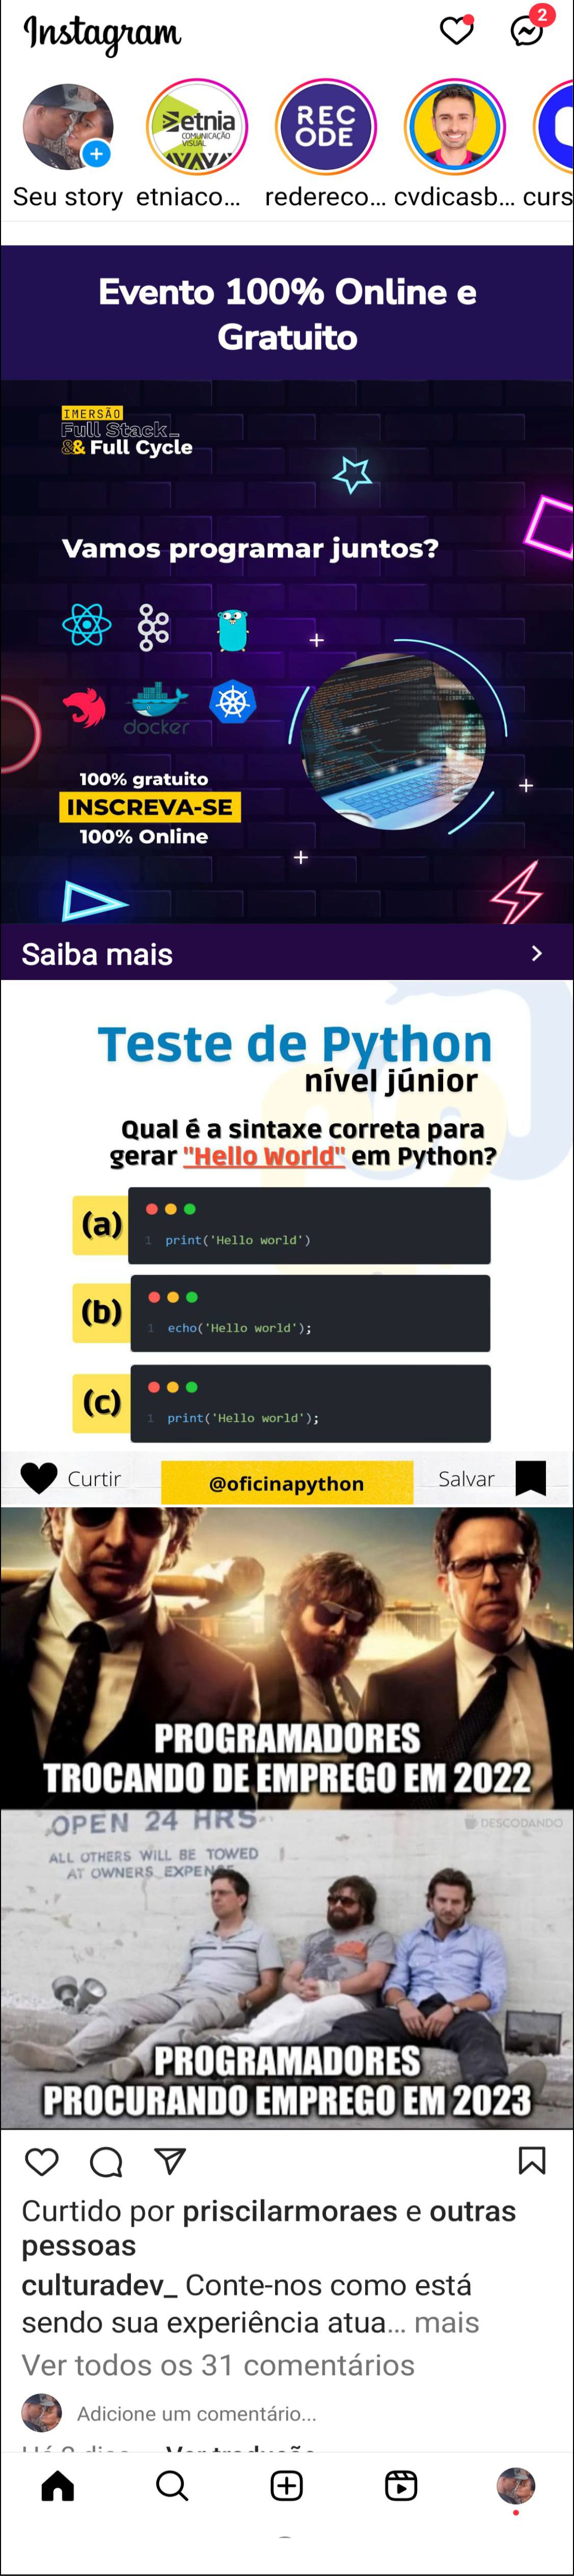 Instagram
2
etnia
COMUNICAÇÃO
VISUAL
REC
ODE
Seu story etniaco... redereco... cvdicasb... curs
Evento 100% Online e
Gratuito
IMERSÃO
Full Stack_
&& Full Cycle
Vamos programar juntos?
docker
100% gratuito
INSCREVA-SE
100% Online
Saiba mais
Teste de Python
nível júnior
Qual é a sintaxe correta para
gerar "Hello World" em Python?
(a)
1 print('Hello world')
(b)
1 echo('Hello world');
(c)
1 print('Hello world');
Curtir @oficinapython Salvar
PROGRAMADORES
TROCANDO DE EMPREGO EM 2022
OPEN 24 HRS
DESCODANDO
ALL OTHERS WILL BE TOWED
AT OWNERS EXPENSE
PROGRAMADORES
PROCURANDO EMPREGO EM 2023
Curtido por priscilarmoraes e outras
pessoas
culturadev_ Conte-nos como está
sendo sua experiência atua... mais
Ver todos os 31 comentários
Adicione um comentário...
Ver tradução